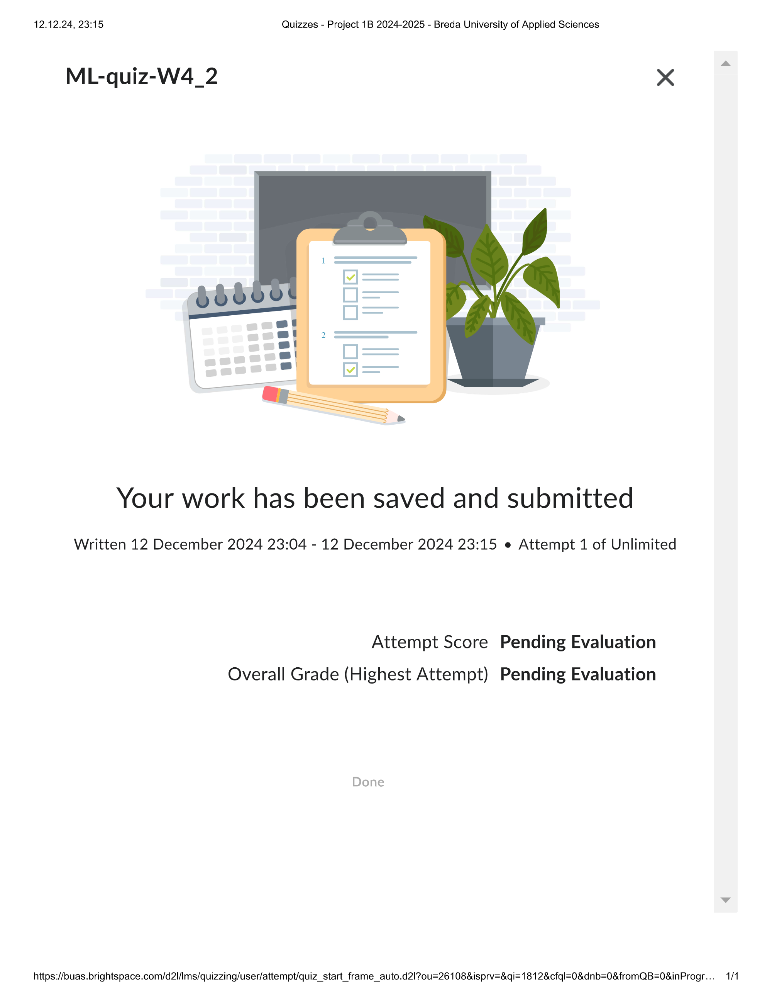 12.12.24, 23:15
Quizzes - Project 1B 2024-2025 - Breda University of Applied Sciences
ML-quiz-W4_2
1
2
Your work has been saved and submitted
Written 12 December 2024 23:04 - 12 December 2024 23:15 • Attempt 1 of Unlimited
Attempt Score Pending Evaluation
Overall Grade (Highest Attempt) Pending Evaluation
Done
https://buas.brightspace.com/d2l/lms/quizzing/user/attempt/quiz_start_frame_auto.d2l?ou=26108&isprv=&qi=1812&cfql=0&dnb=0&fromQB=0&inProgr… 1/1